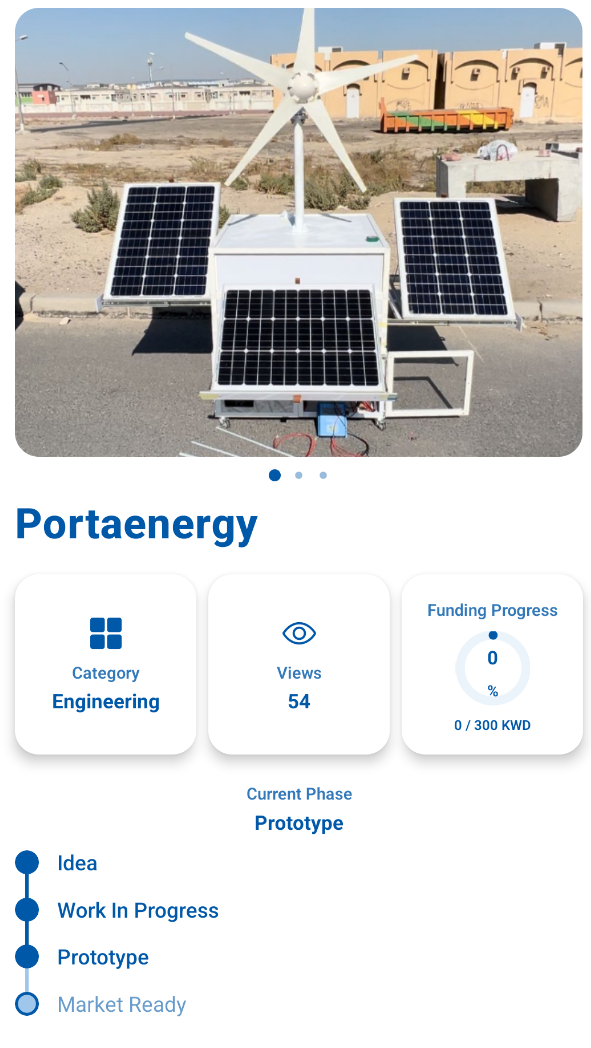 Portaenergy
Category
Engineering
Views
54
Funding Progress
0
%
0 / 300 KWD
Current Phase
Prototype
Idea
Work In Progress
Prototype
Market Ready